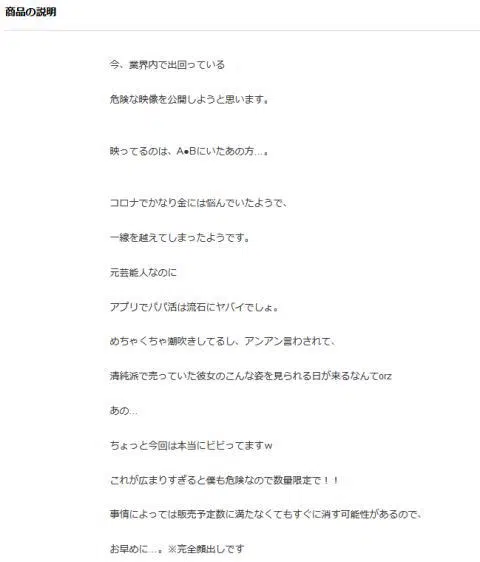 商品の説明
今、業界内で出回っている
危険な映像を公開しようと思います。
映ってるのは、A●Bにいたあの方…。
コロナでかなり金には悩んでいたようで、
一線を越えてしまったようです。
元芸能人なのに
アプリでパパ活は流石にヤバイでしょ。
めちゃくちゃ潮吹きしてるし、アンアン言わされて、
清純派で売っていた彼女のこんな姿を見られる日が来るなんてorz
あの…
ちょっと今回は本当にビビってますｗ
これが広まりすぎると僕も危険なので数量限定で！！
事情によっては販売予定数に満たなくてもすぐに消す可能性があるので、
お早めに…。※完全顔出しです